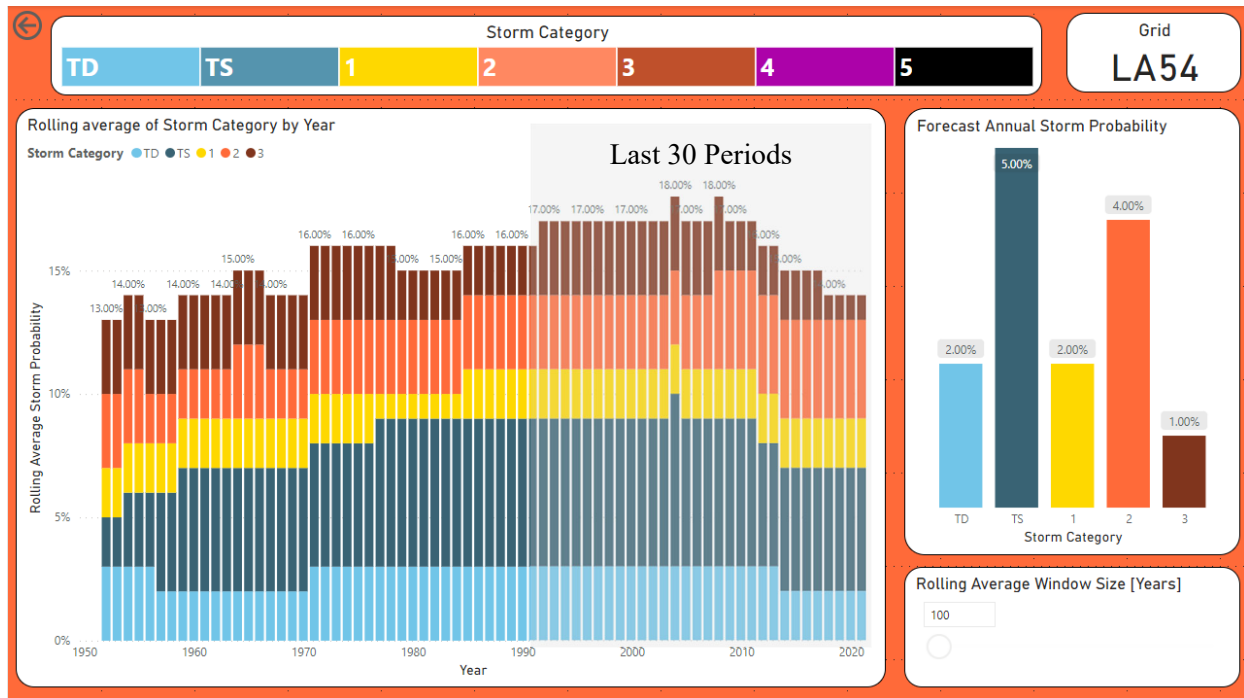 Storm Category
TD TS 1 2 3 4 5
Grid
LA54
Rolling average of Storm Category by Year
Storm Category TD TS 1 2 3
Last 30 Periods
18.00% 18.00%
17.00% 17.00% 17.00%
16.00% 16.00% 16.00% 16.00%
15.00% 15.00%
14.00% 14.00%
13.00%
15%
10%
5%
0%
Rolling Average Storm Probability
1950 1960 1970 1980 1990 2000 2010 2020
Year
Forecast Annual Storm Probability
5.00%
4.00%
2.00% 2.00%
1.00%
TD TS 1 2 3
Storm Category
Rolling Average Window Size [Years]
100